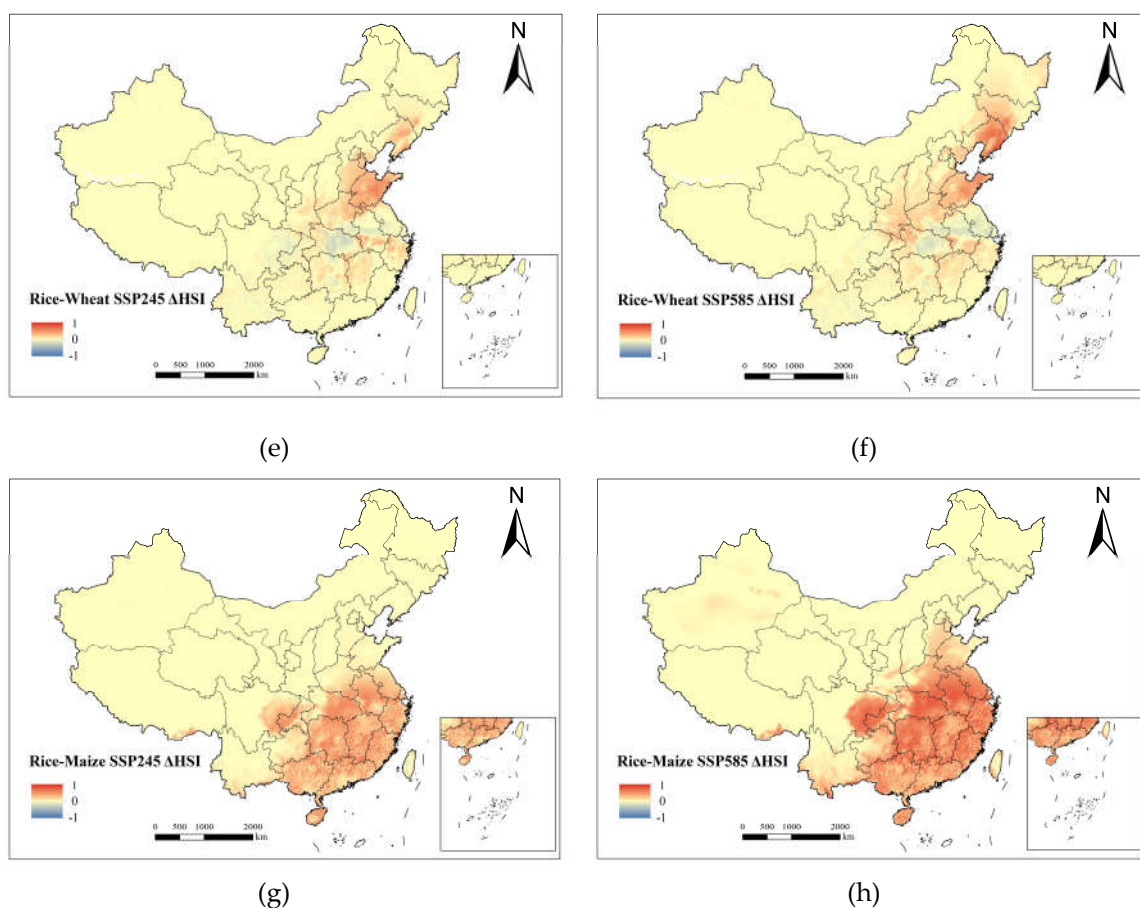 N
Rice-Wheat SSP245 ΔHSI
1
0
-1
0 500 1000 2000
km
(e)
N
Rice-Wheat SSP585 ΔHSI
1
0
-1
0 500 1000 2000
km
(f)
N
Rice-Maize SSP245 ΔHSI
1
0
-1
0 500 1000 2000
km
(g)
N
Rice-Maize SSP585 ΔHSI
1
0
-1
0 500 1000 2000
km
(h)